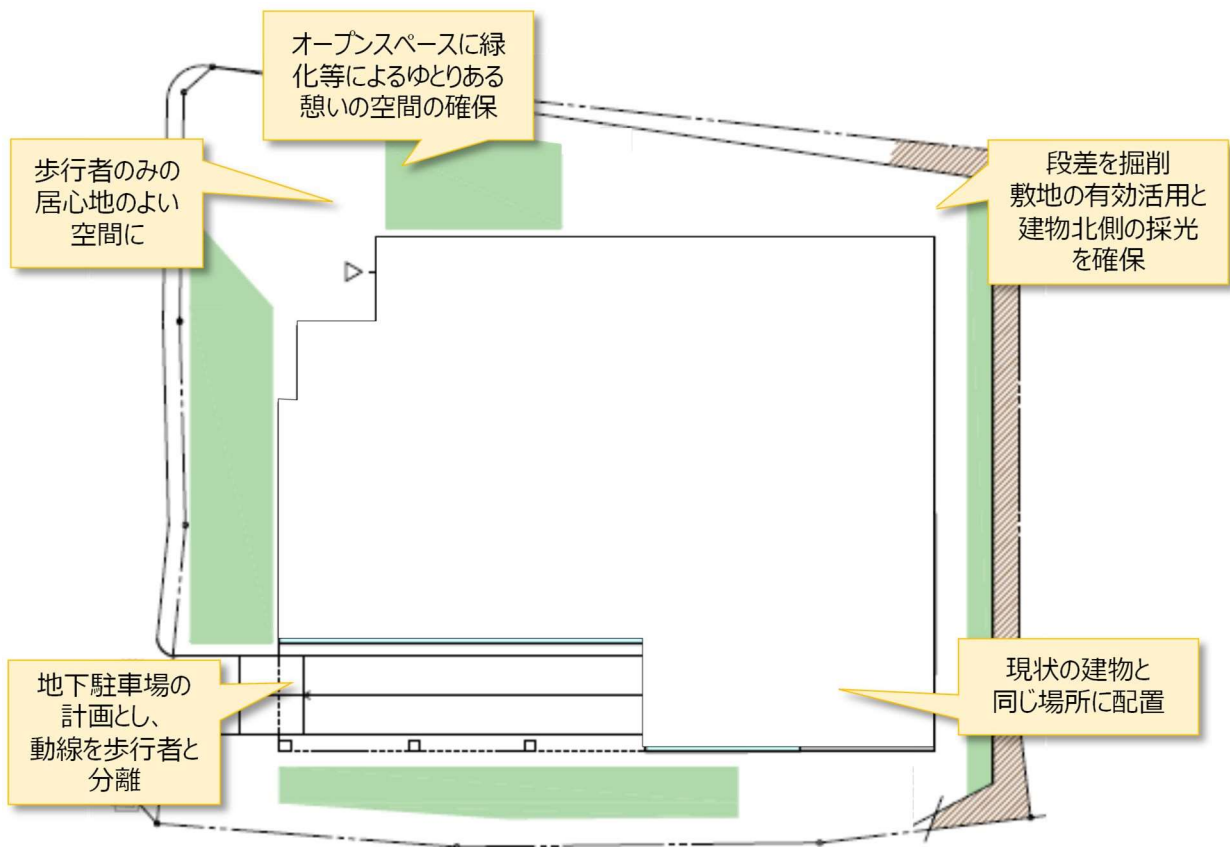 オープンスペースに緑
化等によるゆとりある
憩いの空間の確保
歩行者のみの
居心地のよい
空間に
段差を掘削
敷地の有効活用と
建物北側の採光
を確保
地下駐車場の
計画とし、
動線を歩行者と
分離
現状の建物と
同じ場所に配置